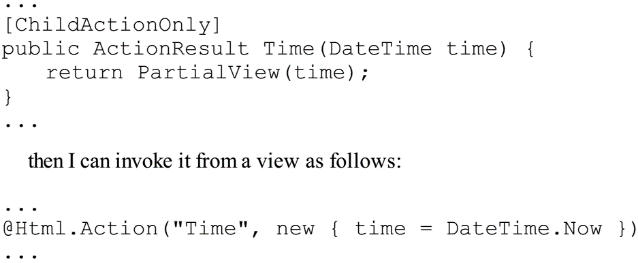 ...
[ChildActionOnly]
public ActionResult Time(DateTime time) {
    return PartialView(time);
}
...
then I can invoke it from a view as follows:
...
@Html.Action("Time", new { time = DateTime.Now })
...